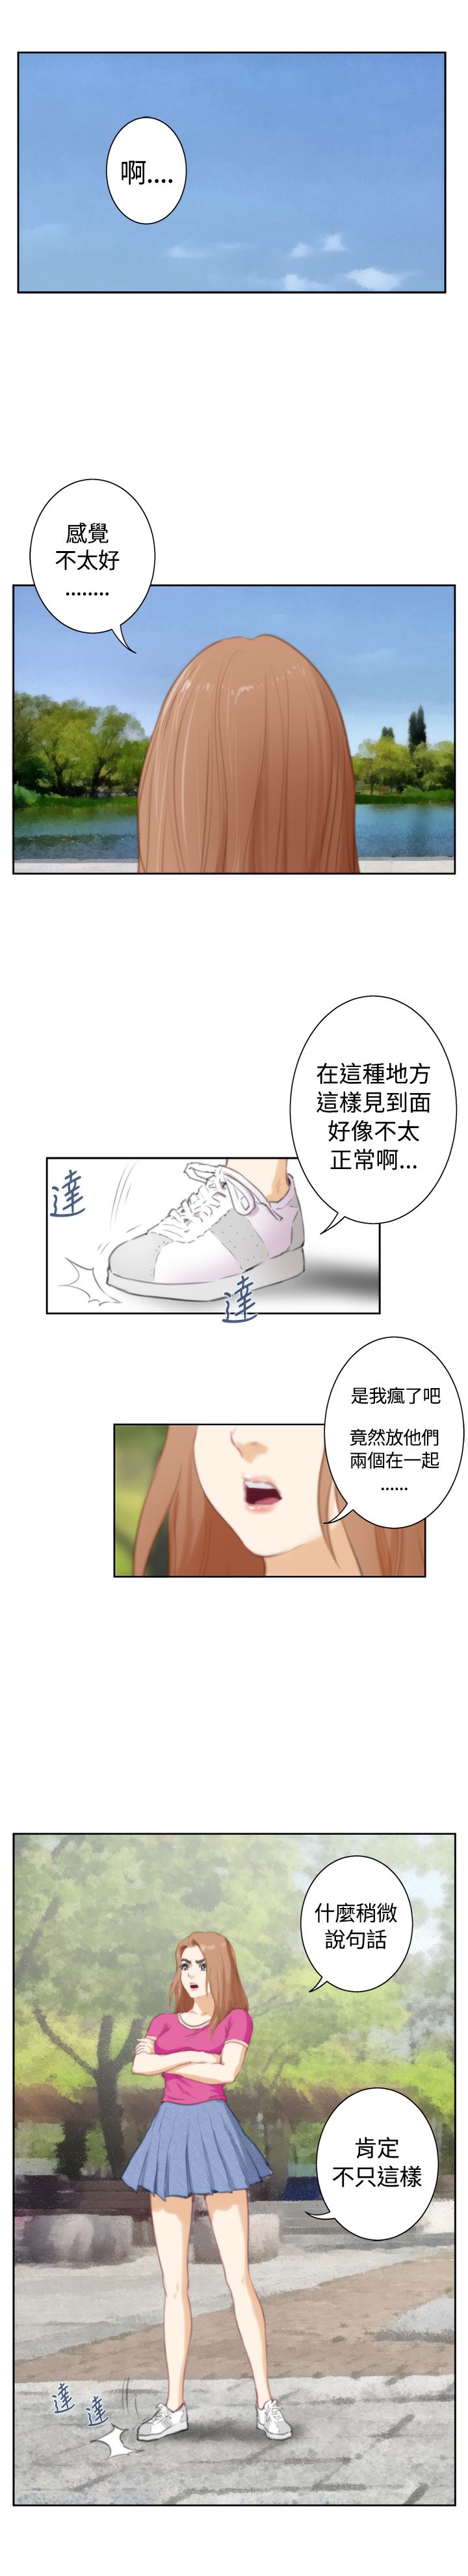 啊....
感覺
不太好
........
在這種地方
這樣見到面
好像不太
正常啊...
達
達
是我瘋了吧
竟然放他們
兩個在一起
......
什麼稍微
說句話
肯定
不只這樣
達
達